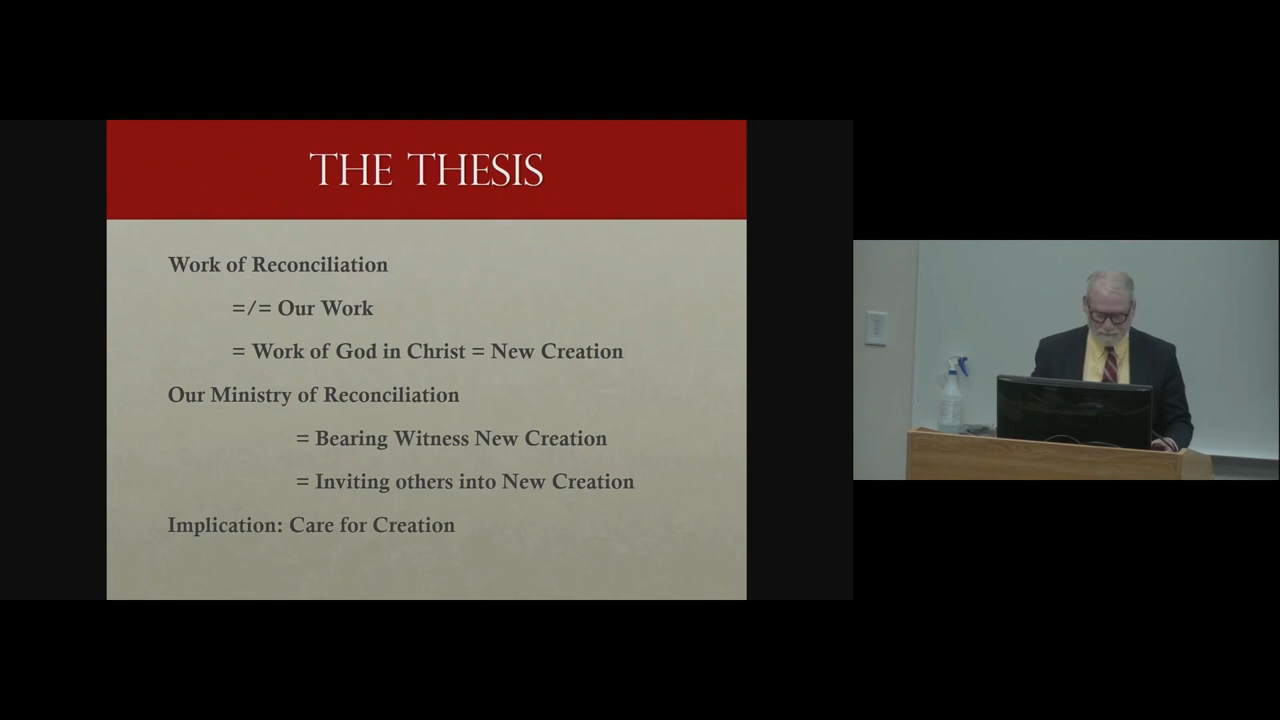 THE THESIS
Work of Reconciliation
=/= Our Work
= Work of God in Christ = New Creation
Our Ministry of Reconciliation
= Bearing Witness New Creation
= Inviting others into New Creation
Implication: Care for Creation